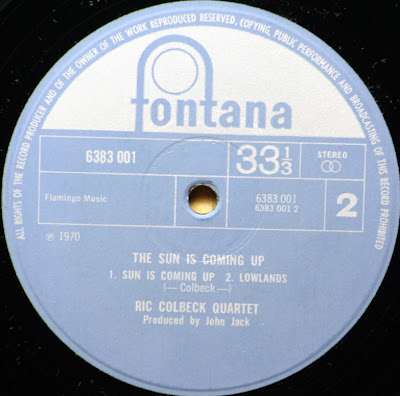 ALL RIGHTS OF THE RECORD PRODUCER AND OF THE OWNER OF THE WORK REPRODUCED RESERVED, COPYING, PUBLIC PERFORMANCE AND BROADCASTING OF THIS RECORD PROHIBITED
fontana
6383 001
33 1/3
STEREO
Flamingo Music
6383 001
6383 001 2
2
℗ 1970
THE SUN IS COMING UP
1. SUN IS COMING UP 2. LOWLANDS
(— Colbeck —)
RIC COLBECK QUARTET
Produced by John Jack